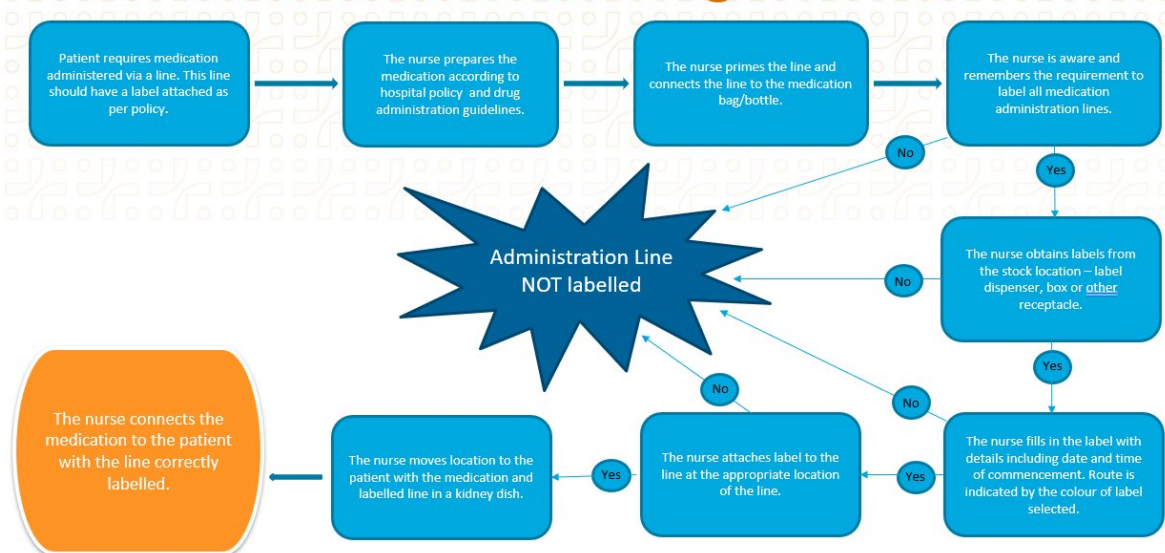 Patient requires medication
administered via a line. This line
should have a label attached as
per policy.
The nurse prepares the
medication according to
hospital policy and drug
administration guidelines.
The nurse primes the line and
connects the line to the medication
bag/bottle.
The nurse is aware and
remembers the requirement to
label all medication
administration lines.
No
Yes
Administration Line
NOT labelled
The nurse obtains labels from
the stock location – label
dispenser, box or other
receptacle.
No
Yes
The nurse fills in the label with
details including date and time
of commencement. Route is
indicated by the colour of label
selected.
No
Yes
The nurse attaches label to the
line at the appropriate location
of the line.
No
Yes
The nurse moves location to the
patient with the medication and
labelled line in a kidney dish.
The nurse connects the
medication to the patient
with the line correctly
labelled.